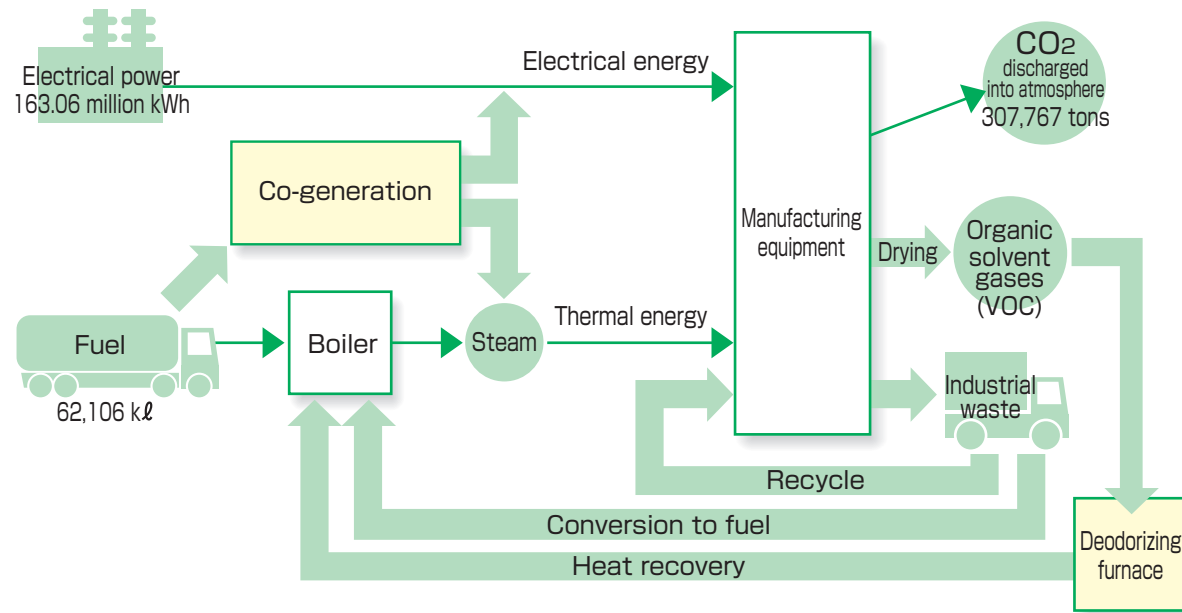 Electrical power
163.06 million kWh
Electrical energy
CO2
discharged
into atmosphere
307,767 tons
Co-generation
Manufacturing
equipment
Drying
Organic
solvent
gases
(VOC)
Fuel
62,106 kℓ
Boiler
Steam
Thermal energy
Industrial
waste
Recycle
Conversion to fuel
Heat recovery
Deodorizing
furnace